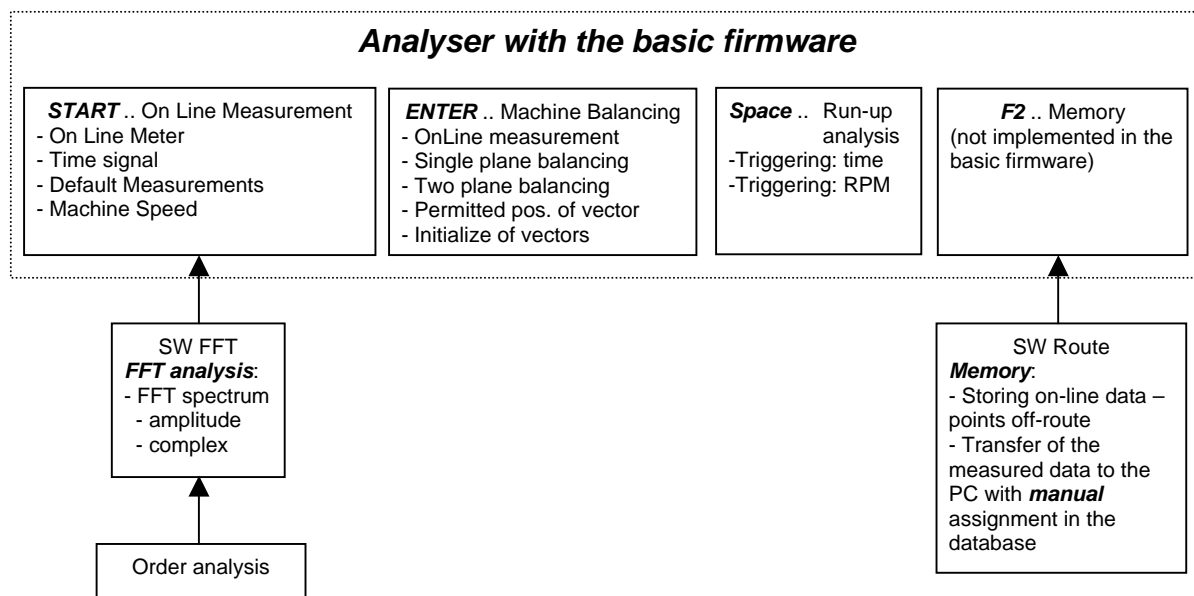 Analyser with the basic firmware
START .. On Line Measurement
- On Line Meter
- Time signal
- Default Measurements
- Machine Speed
ENTER .. Machine Balancing
- OnLine measurement
- Single plane balancing
- Two plane balancing
- Permitted pos. of vector
- Initialize of vectors
Space .. Run-up
analysis
-Triggering: time
-Triggering: RPM
F2 .. Memory
(not implemented in the
basic firmware)
SW FFT
FFT analysis:
- FFT spectrum
- amplitude
- complex
Order analysis
SW Route
Memory:
- Storing on-line data –
points off-route
- Transfer of the
measured data to the
PC with manual
assignment in the
database